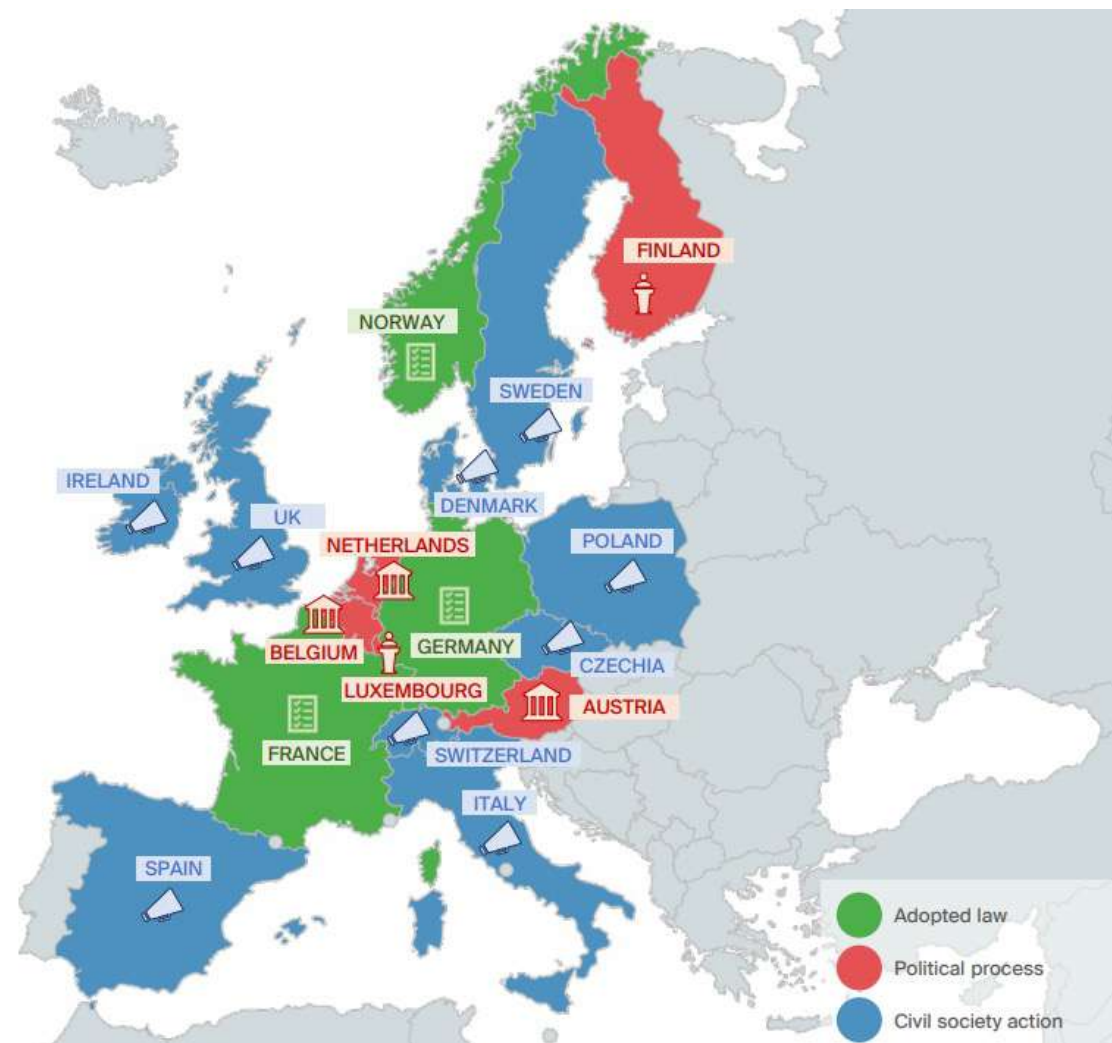 FINLAND
NORWAY
SWEDEN
IRELAND
DENMARK
UK
NETHERLANDS
POLAND
GERMANY
BELGIUM
CZECHIA
LUXEMBOURG
AUSTRIA
FRANCE
SWITZERLAND
ITALY
SPAIN
Adopted law
Political process
Civil society action